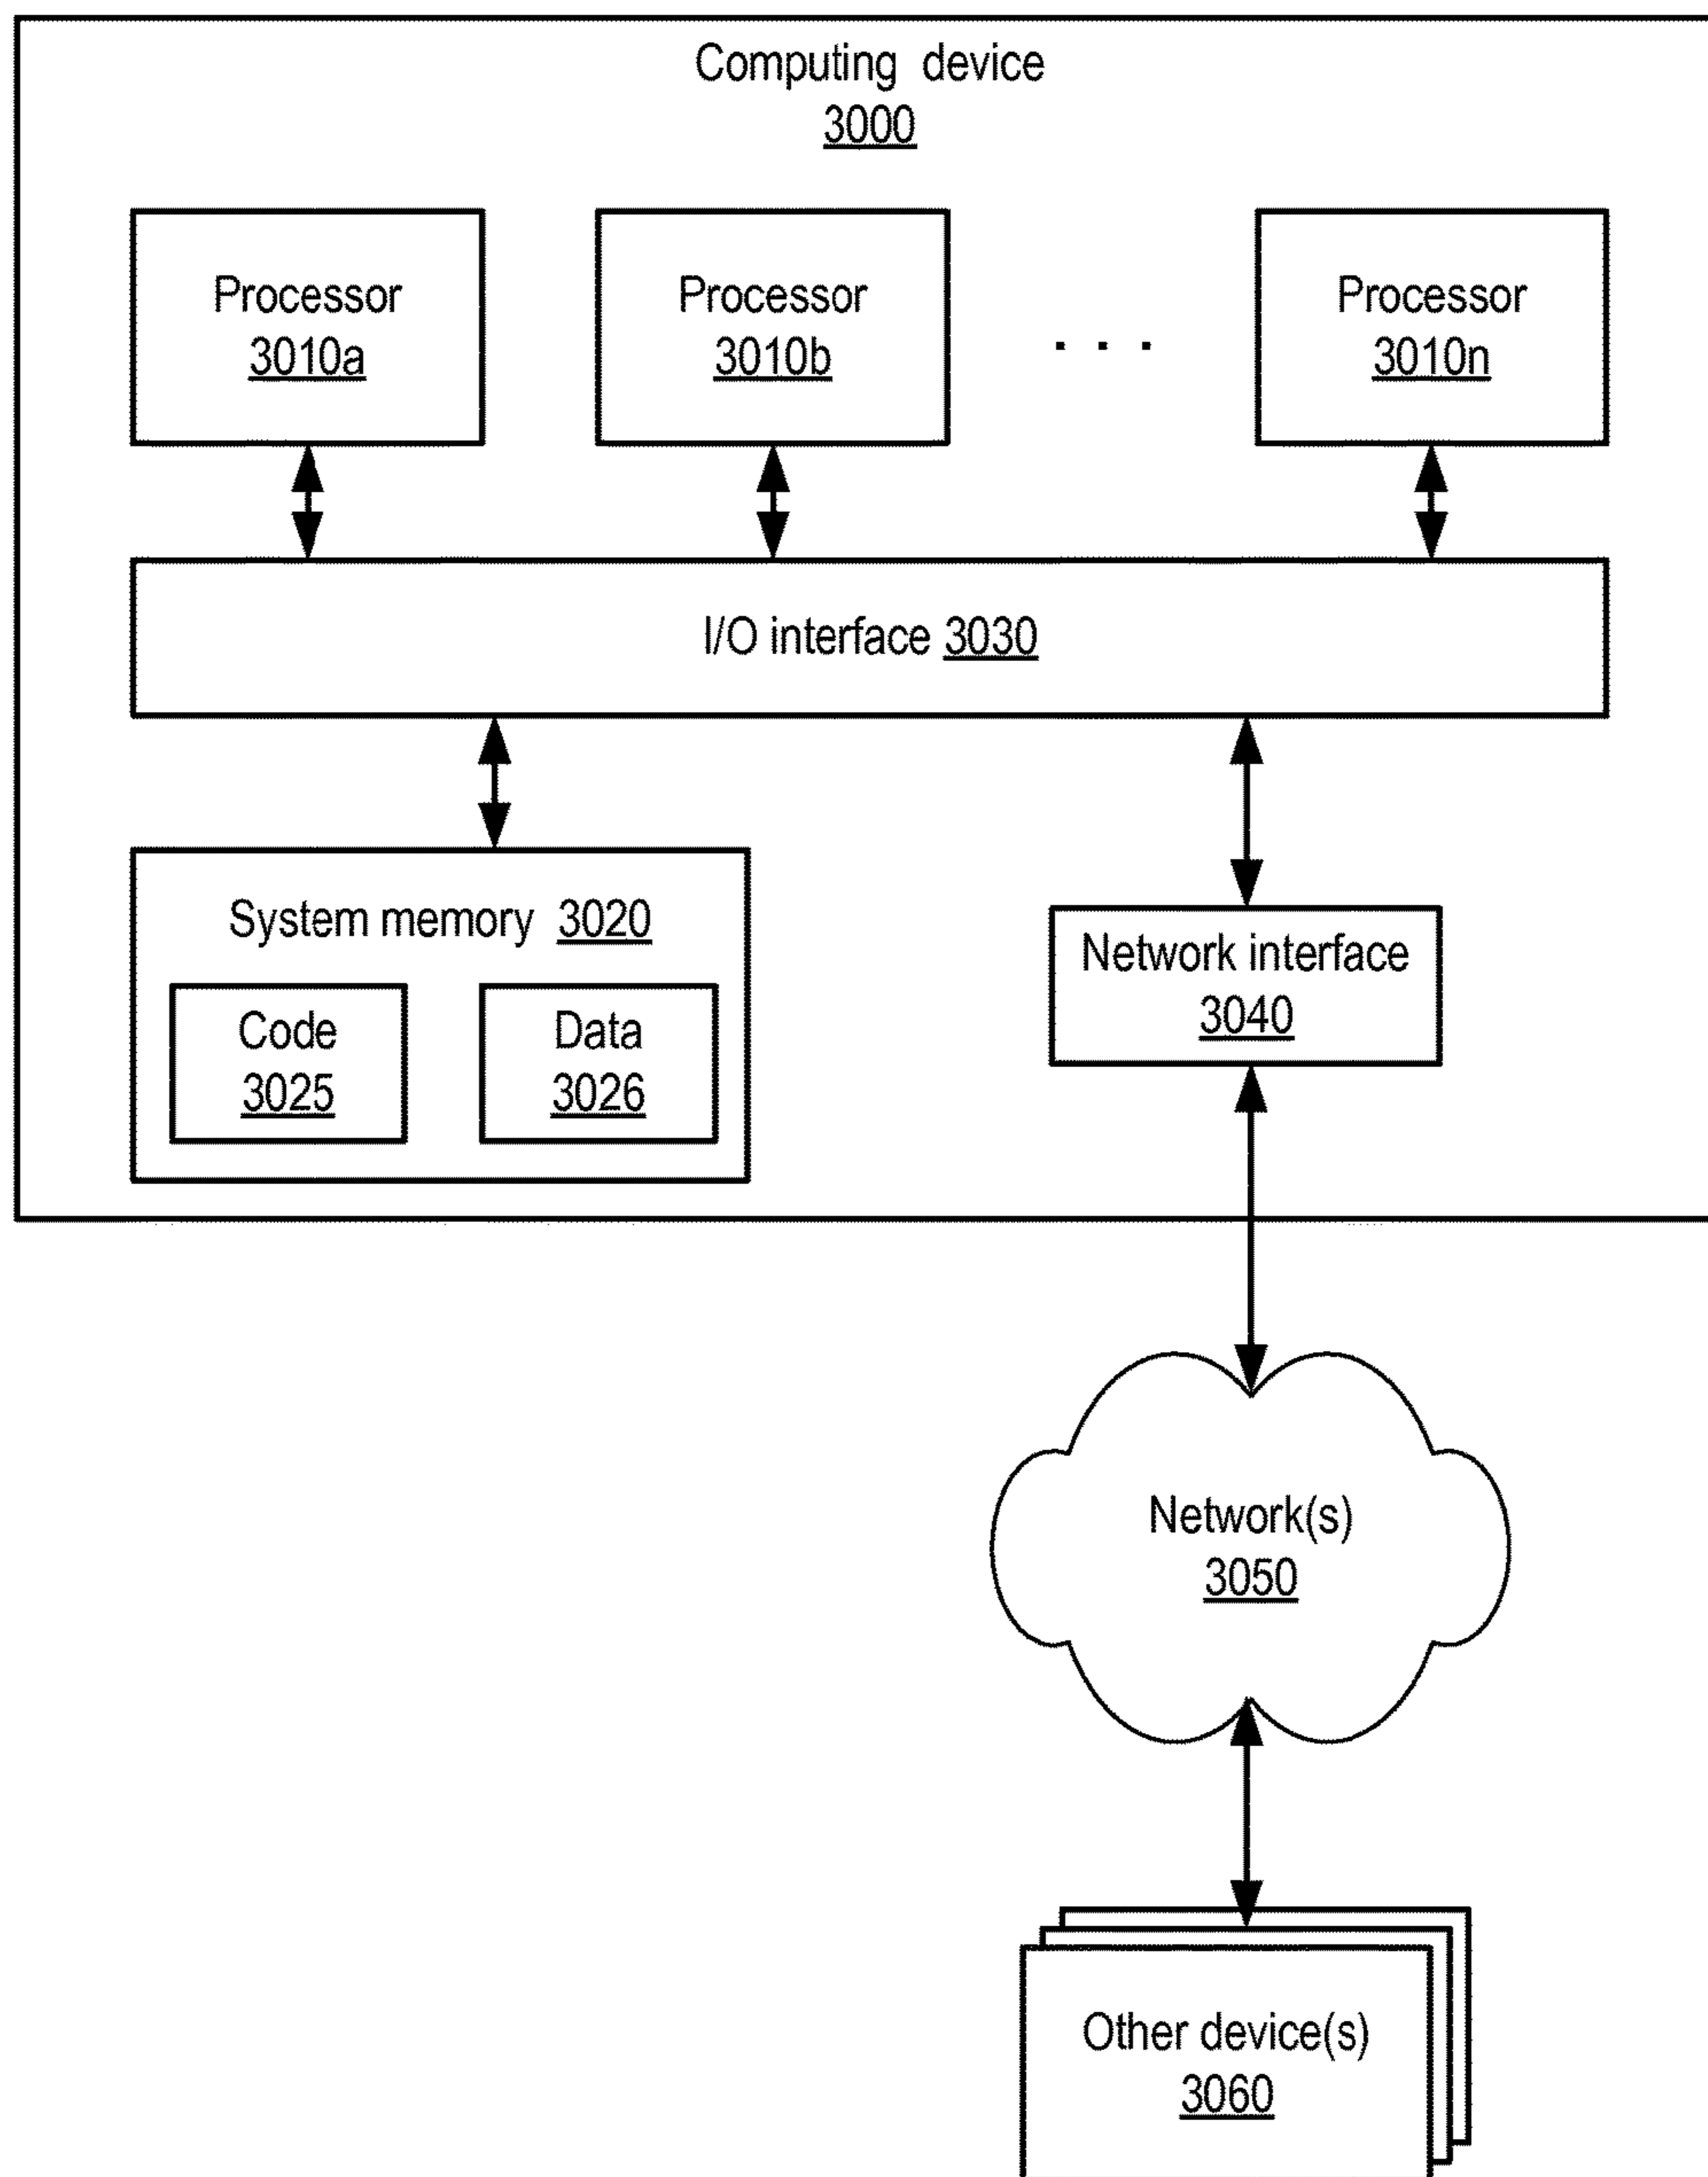 Computing device
3000
Processor
3010a
Processor
3010b
. . .
Processor
3010n
I/O interface 3030
System memory 3020
Code
3025
Data
3026
Network interface
3040
Network(s)
3050
Other device(s)
3060